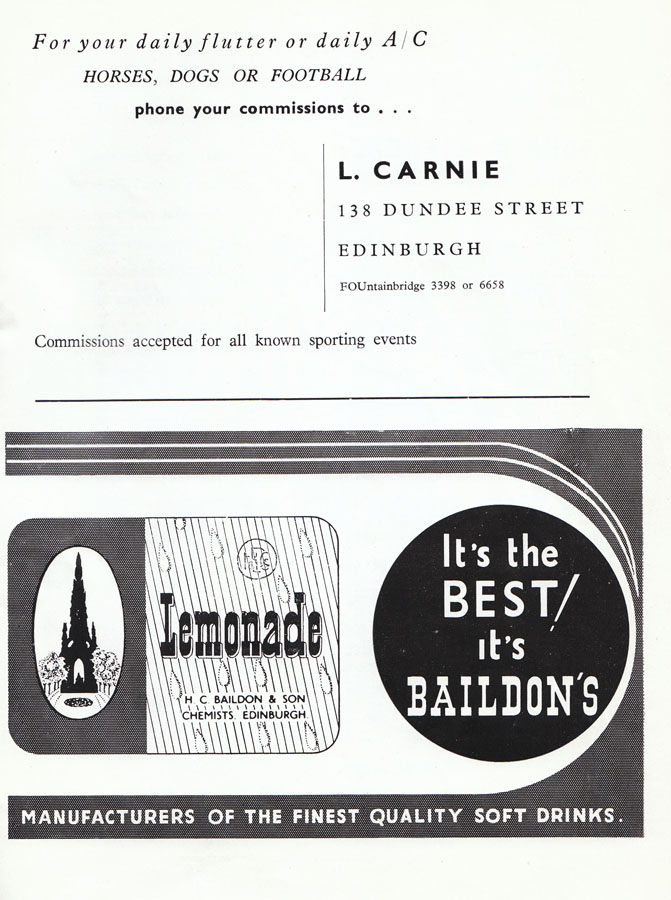 For your daily flutter or daily A/C
HORSES, DOGS OR FOOTBALL
phone your commissions to . . .
L. CARNIE
138 DUNDEE STREET
EDINBURGH
FOUntainbridge 3398 or 6658
Commissions accepted for all known sporting events
Lemonade
H. C. BAILDON & SON
CHEMISTS. EDINBURGH.
It's the
BEST!
it's
BAILDON'S
MANUFACTURERS OF THE FINEST QUALITY SOFT DRINKS.